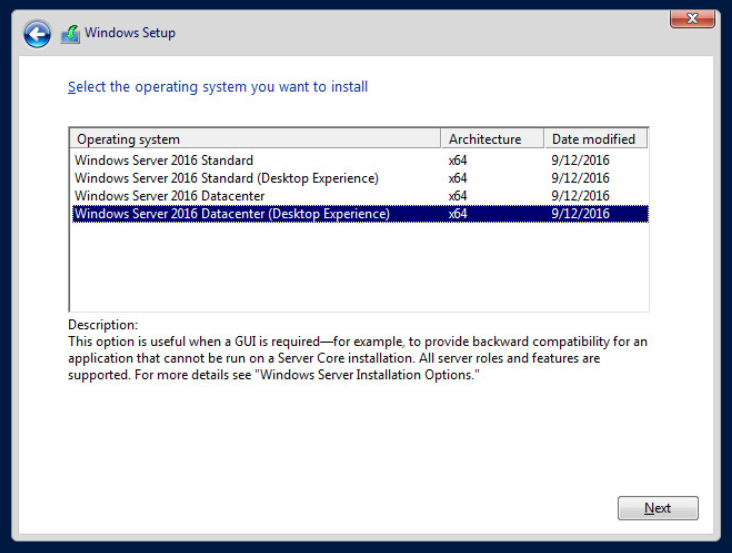 Windows Setup
Select the operating system you want to install
Operating system Architecture Date modified
Windows Server 2016 Standard x64 9/12/2016
Windows Server 2016 Standard (Desktop Experience) x64 9/12/2016
Windows Server 2016 Datacenter x64 9/12/2016
Windows Server 2016 Datacenter (Desktop Experience) x64 9/12/2016
Description:
This option is useful when a GUI is required—for example, to provide backward compatibility for an
application that cannot be run on a Server Core installation. All server roles and features are
supported. For more details see "Windows Server Installation Options."
Next